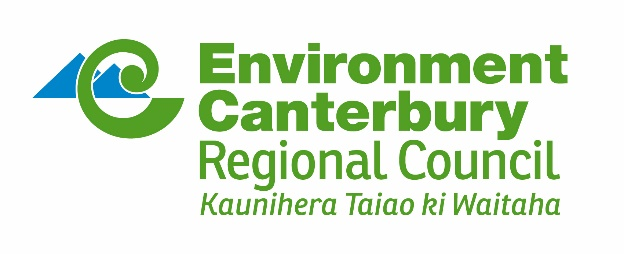 Environment
Canterbury
Regional Council
Kaunihera Taiao ki Waitaha